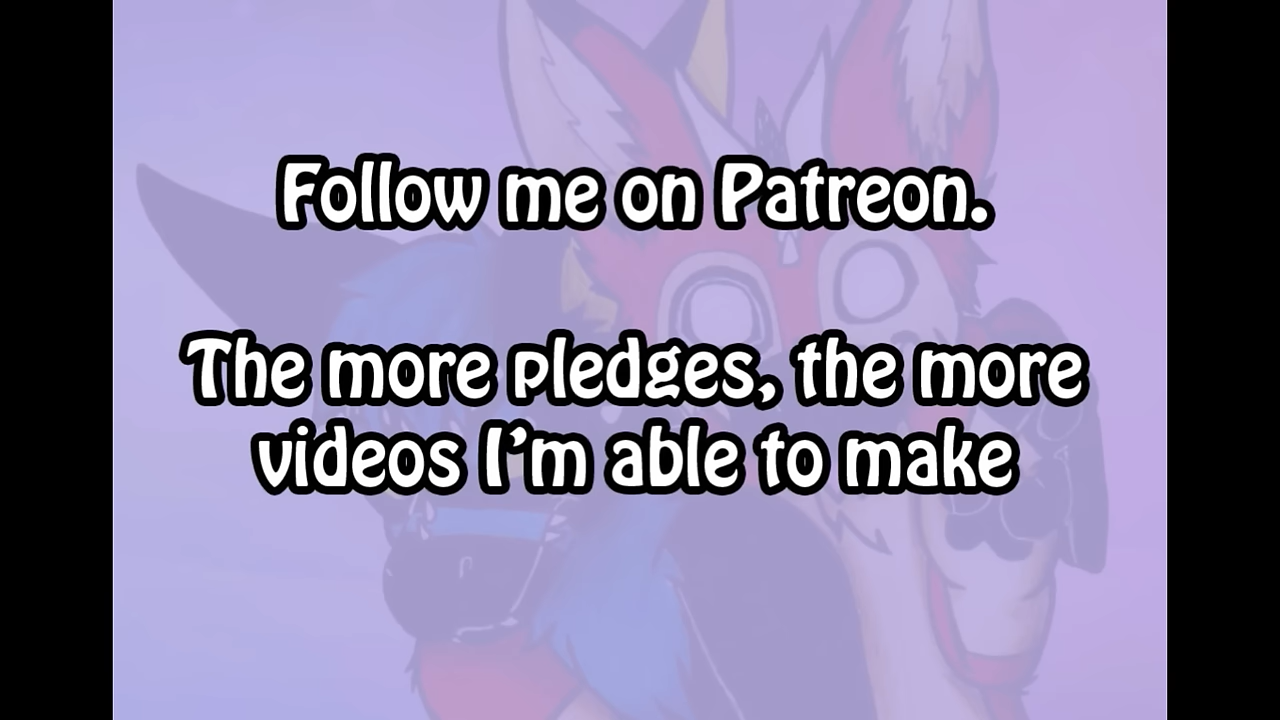 Follow me on Patreon.
The more pledges, the more
videos I'm able to make